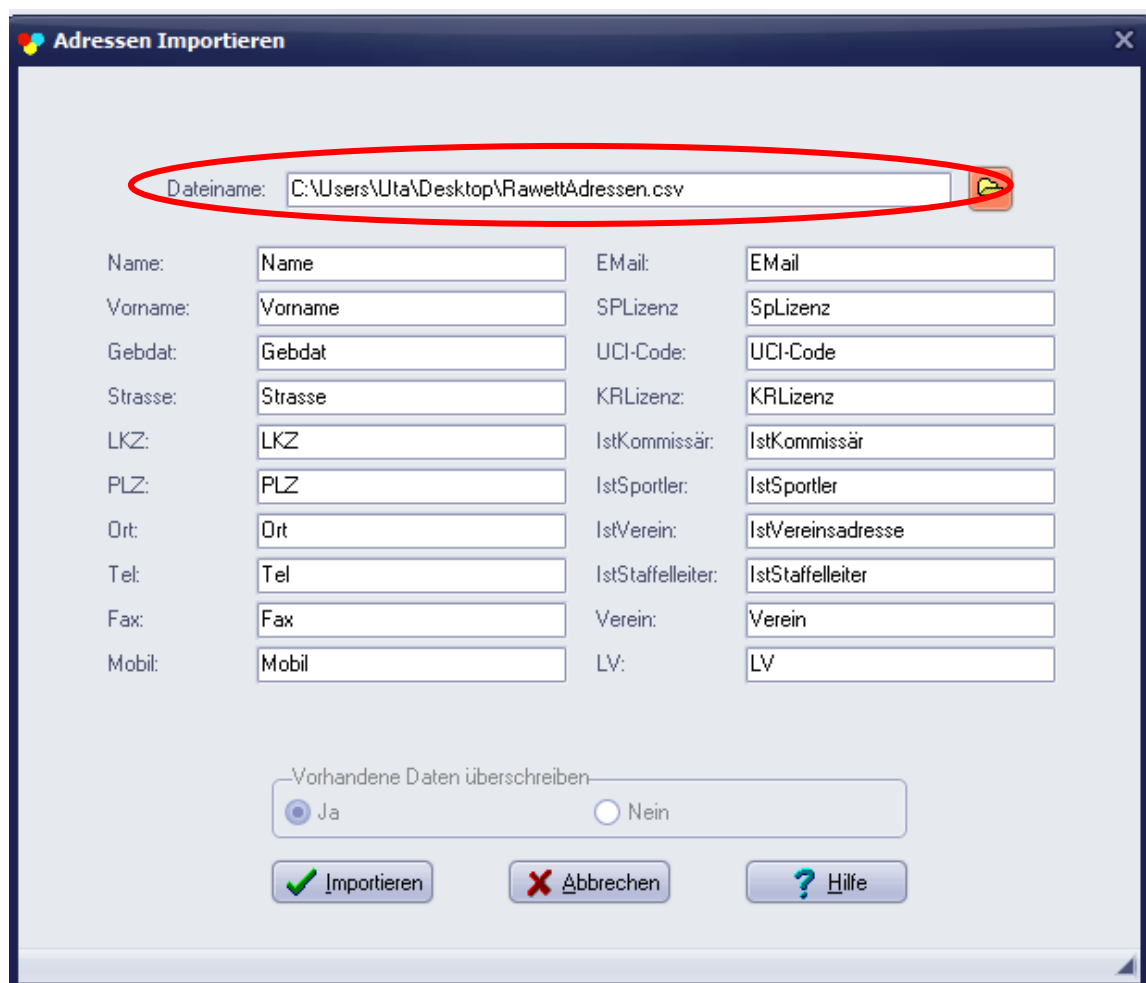 Adressen Importieren
Dateiname: C:\Users\Uta\Desktop\RawettAdressen.csv
Name: Name EMail: EMail
Vorname: Vorname SPLizenz SpLizenz
Gebdat: Gebdat UCI-Code: UCI-Code
Strasse: Strasse KRLizenz: KRLizenz
LKZ: LKZ IstKommissär: IstKommissär
PLZ: PLZ IstSportler: IstSportler
Ort: Ort IstVerein: IstVereinsadresse
Tel: Tel IstStaffelleiter: IstStaffelleiter
Fax: Fax Verein: Verein
Mobil: Mobil LV: LV
Vorhandene Daten überschreiben
Ja Nein
Importieren Abbrechen ? Hilfe